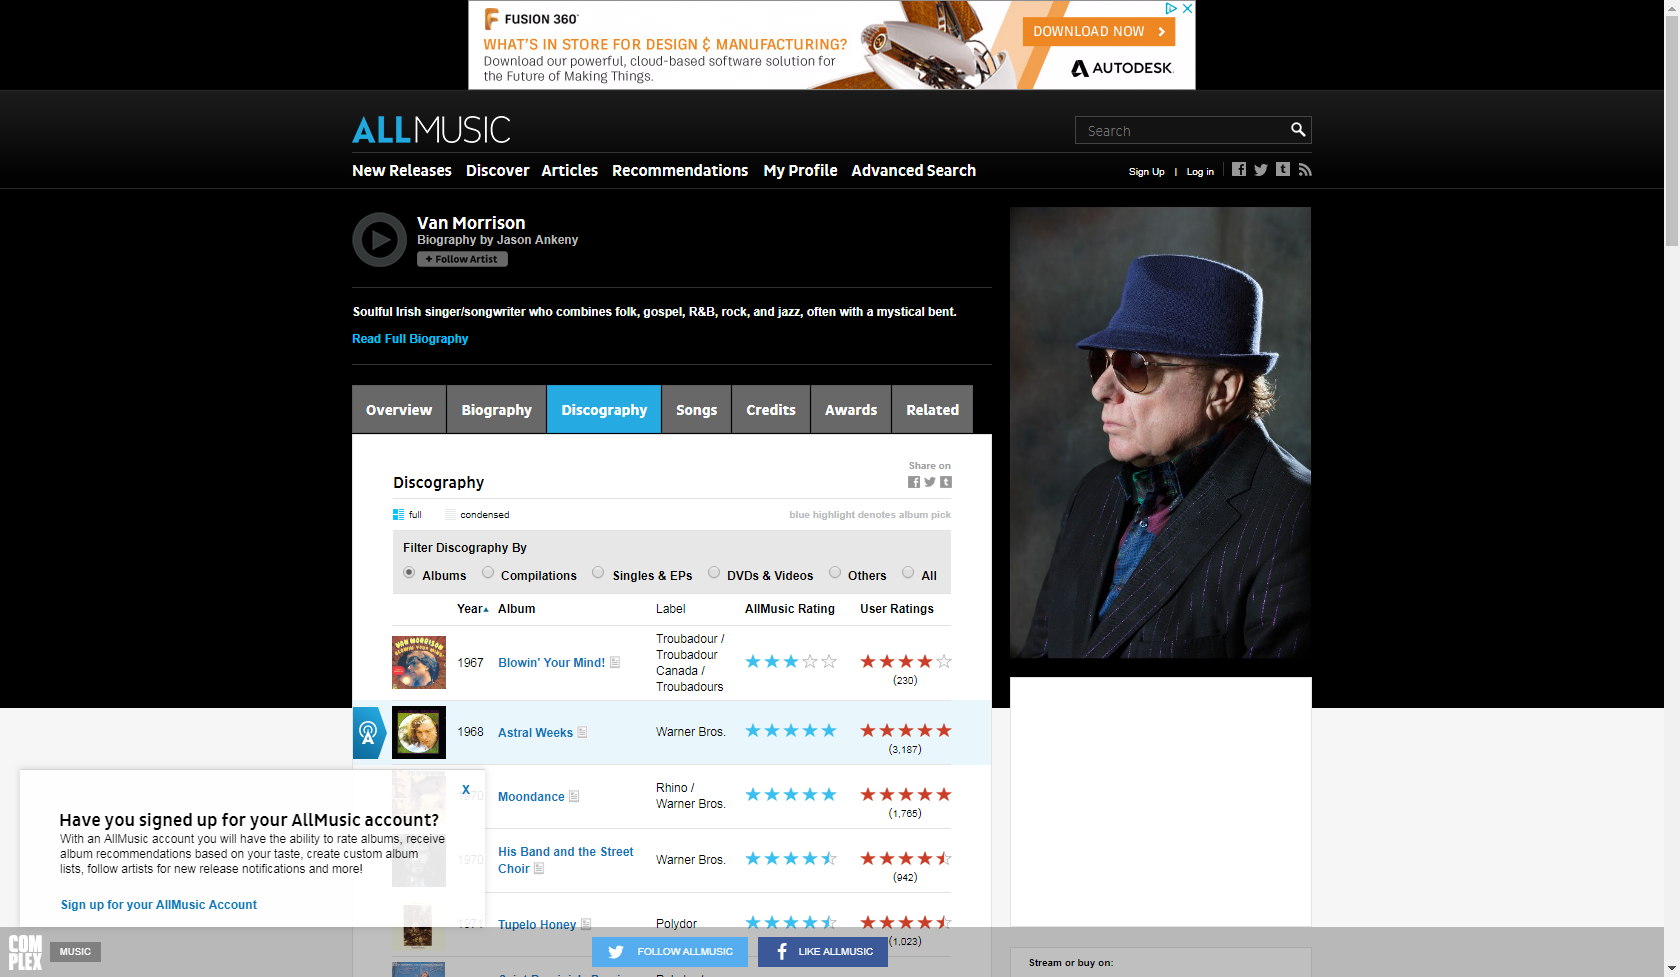 FUSION 360°
WHAT'S IN STORE FOR DESIGN & MANUFACTURING?
Download our powerful, cloud-based software solution for
the Future of Making Things.
DOWNLOAD NOW
AUTODESK.
ALLMUSIC
Search
New Releases Discover Articles Recommendations My Profile Advanced Search
Sign Up | Log in
Van Morrison
Biography by Jason Ankeny
+ Follow Artist
Soulful Irish singer/songwriter who combines folk, gospel, R&B, rock, and jazz, often with a mystical bent.
Read Full Biography
Overview Biography Discography Songs Credits Awards Related
Share on
Discography
full condensed blue highlight denotes album pick
Filter Discography By
Albums Compilations Singles & EPs DVDs & Videos Others All
Year Album Label AllMusic Rating User Ratings
VAN MORRISON
BLOWIN' YOUR MIND!
1967 Blowin' Your Mind!
Troubadour /
Troubadour
Canada /
Troubadours
(230)
1968 Astral Weeks Warner Bros.
(3,187)
1970 Moondance
Rhino /
Warner Bros.
(1,765)
1970 His Band and the Street
Choir
Warner Bros.
(942)
1971 Tupelo Honey Polydor
(1,023)
X
Have you signed up for your AllMusic account?
With an AllMusic account you will have the ability to rate albums, receive
album recommendations based on your taste, create custom album
lists, follow artists for new release notifications and more!
Sign up for your AllMusic Account
COM
PLEX
MUSIC
FOLLOW ALLMUSIC
LIKE ALLMUSIC
Stream or buy on: